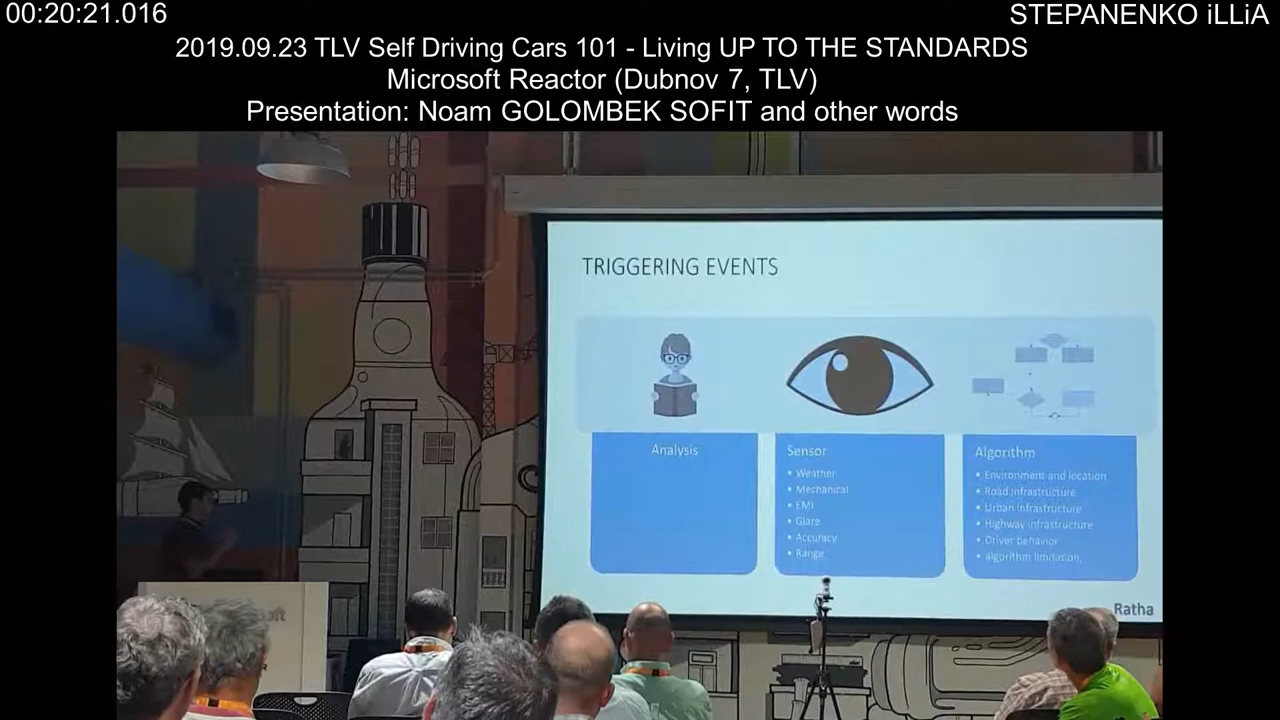 00:20:21.016
STEPANENKO iLLiA
2019.09.23 TLV Self Driving Cars 101 - Living UP TO THE STANDARDS
Microsoft Reactor (Dubnov 7, TLV)
Presentation: Noam GOLOMBEK SOFIT and other words
TRIGGERING EVENTS
Analysis
Sensor
• Weather
• Mechanical
• EMI
• Glare
• Accuracy
• Range
Algorithm
• Environment and location
• Road infrastructure
• Urban infrastructure
• Highway infrastructure
• Driver behavior
• algorithm limitation,
Ratha